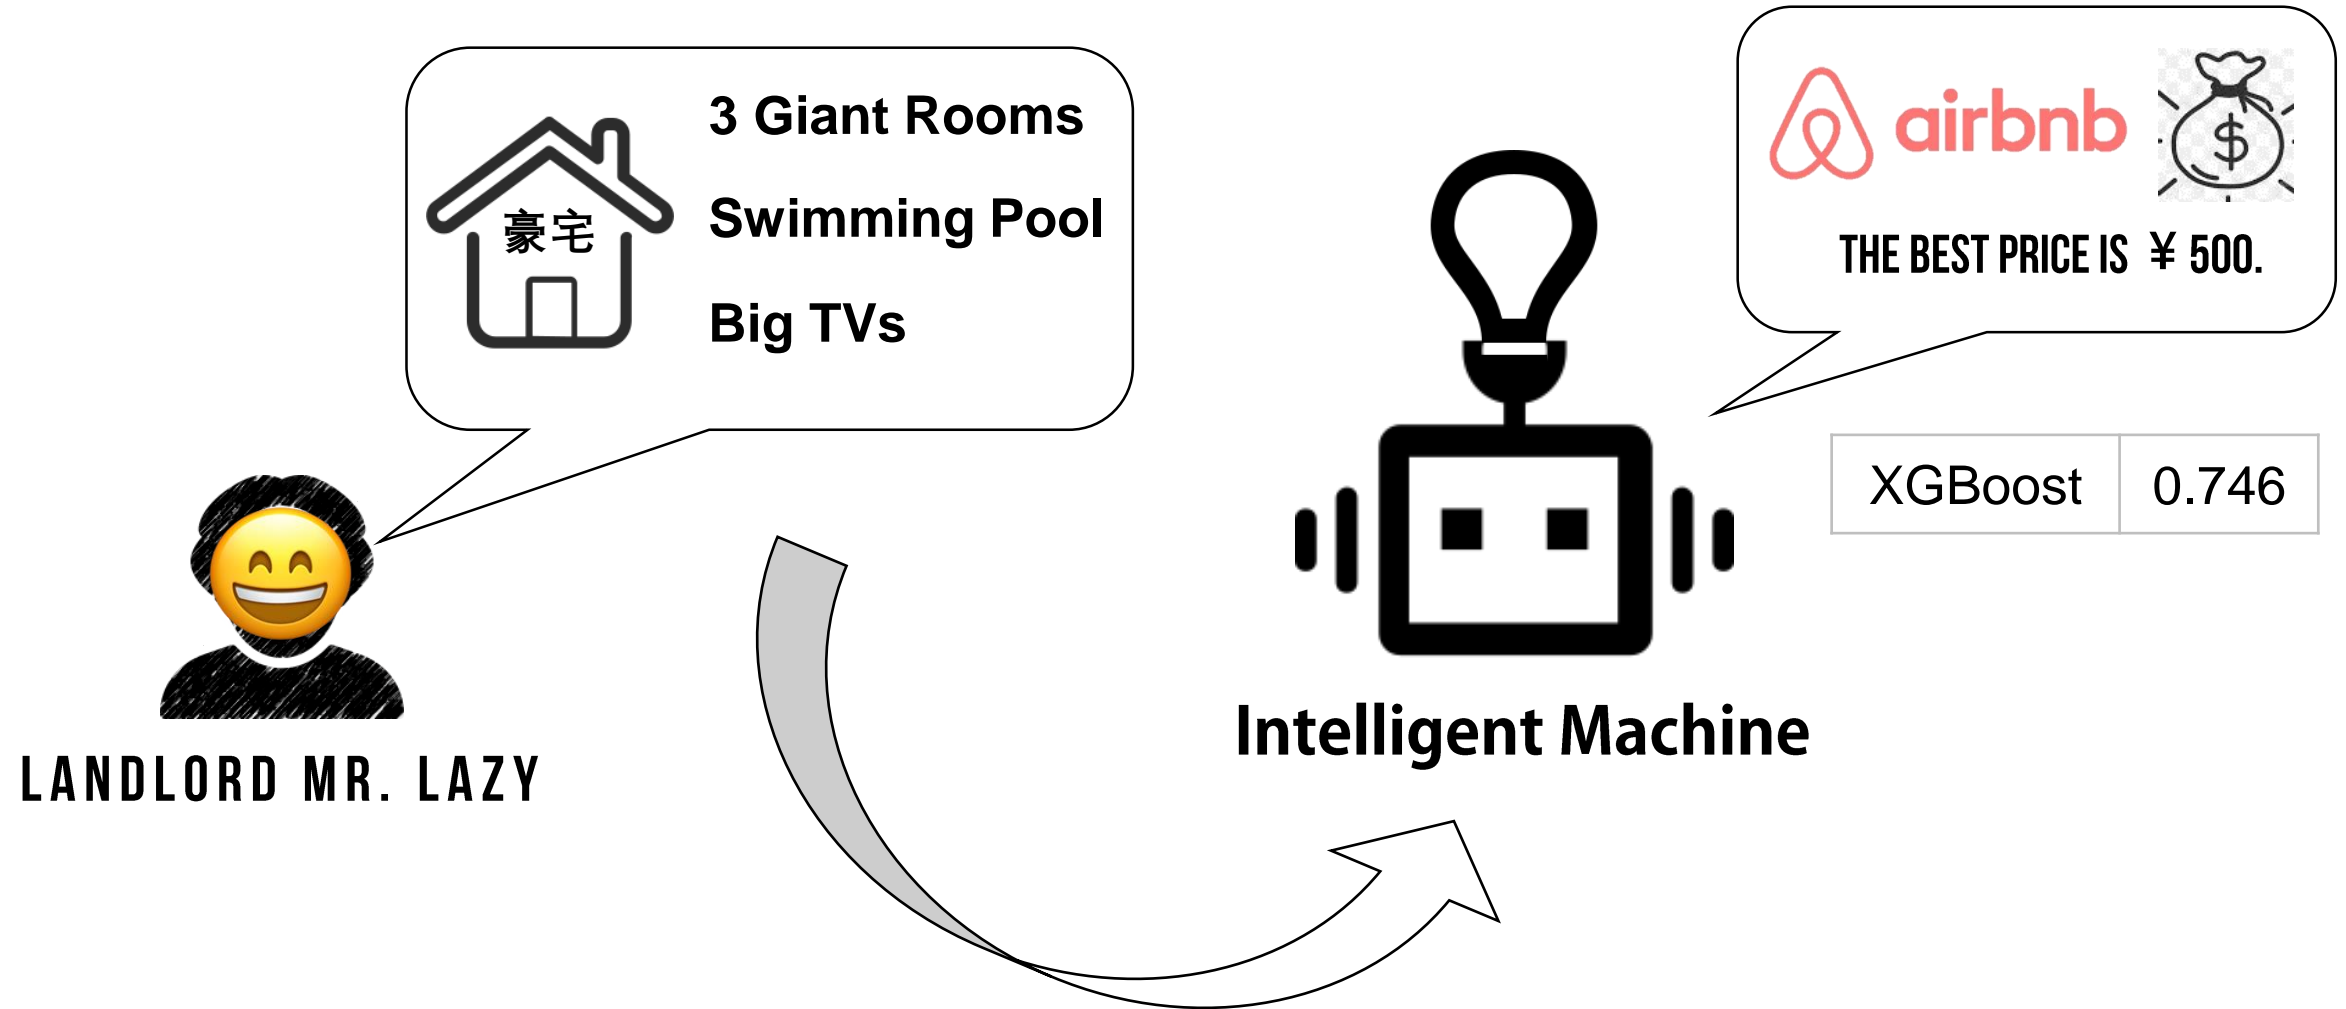 3 Giant Rooms
Swimming Pool
Big TVs
豪宅
LANDLORD MR. LAZY
Intelligent Machine
airbnb
$
THE BEST PRICE IS ¥ 500.
XGBoost 0.746